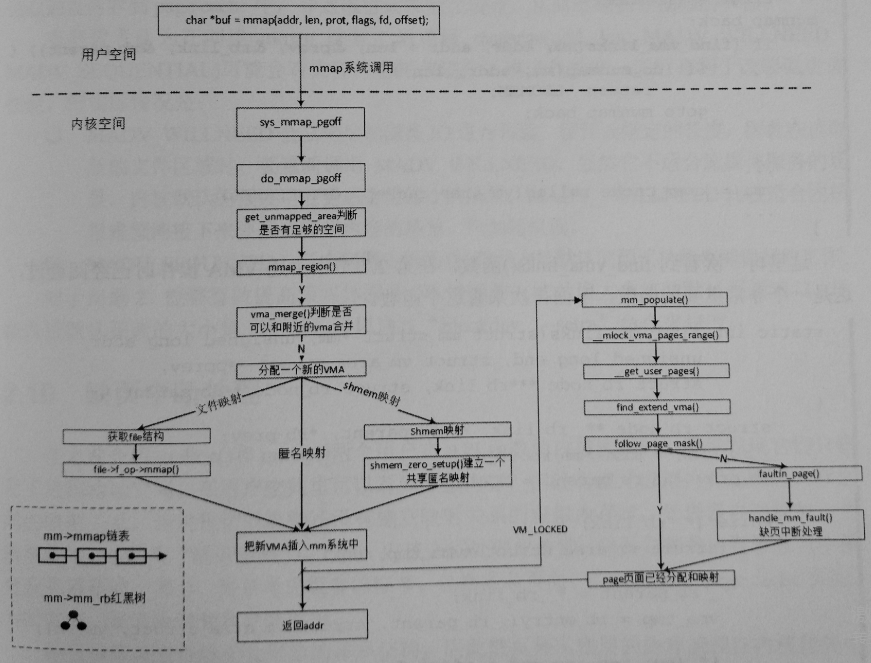 char *buf = mmap(addr, len, prot, flags, fd, offset);
用户空间
mmap系统调用
内核空间
sys_mmap_pgoff
do_mmap_pgoff
get_unmapped_area判断
是否有足够的空间
mmap_region()
Y
vma_merge()判断是否
可以和附近的vma合并
N
分配一个新的VMA
文件映射
shmem映射
获取file结构
匿名映射
Shmem映射
file->f_op->mmap()
shmem_zero_setup()建立一个
共享匿名映射
把新VMA插入mm系统中
返回addr
mm->mmap链表
mm->mm_rb红黑树
VM_LOCKED
mm_populate()
__mlock_vma_pages_range()
__get_user_pages()
find_extend_vma()
follow_page_mask()
N
faultin_page()
Y
handle_mm_fault()
缺页中断处理
page页面已经分配和映射